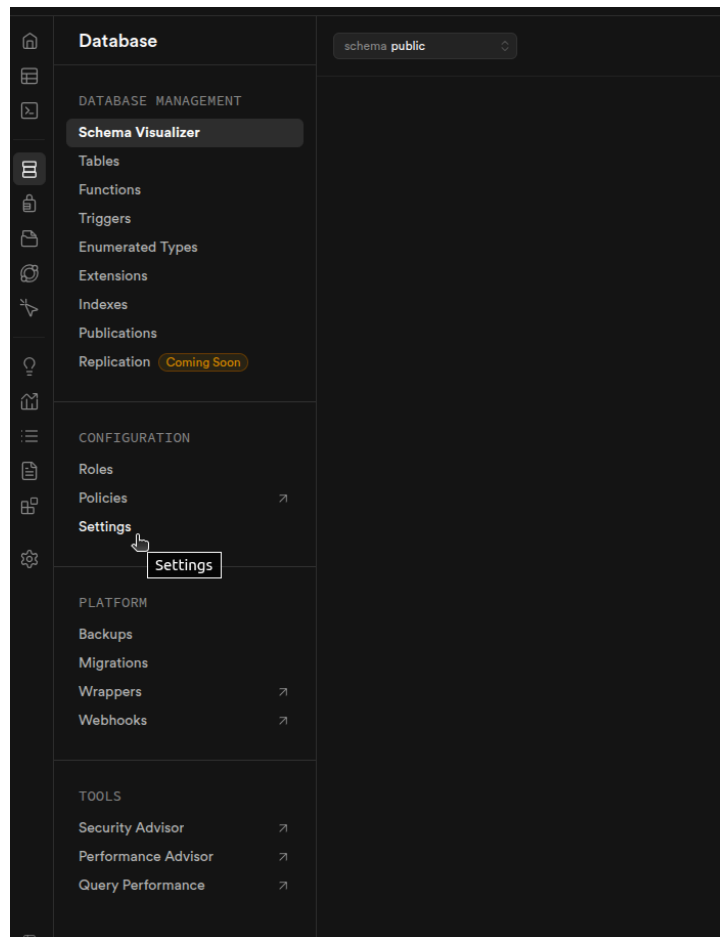 Database
schema public
DATABASE MANAGEMENT
Schema Visualizer
Tables
Functions
Triggers
Enumerated Types
Extensions
Indexes
Publications
Replication Coming Soon
CONFIGURATION
Roles
Policies
Settings
Settings
PLATFORM
Backups
Migrations
Wrappers
Webhooks
TOOLS
Security Advisor
Performance Advisor
Query Performance